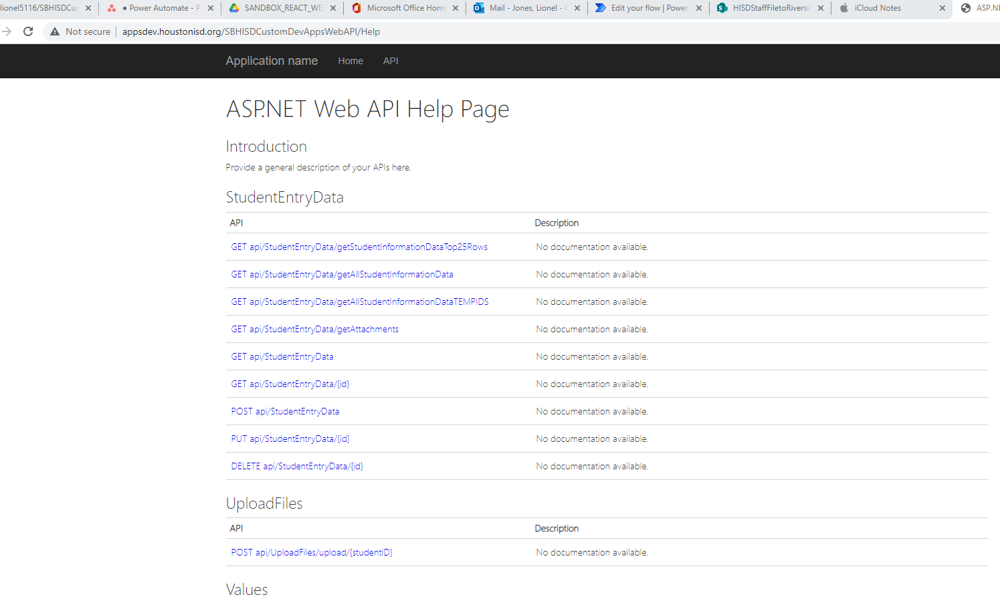 lionel5116/SBHISDCus
● Power Automate - P
SANDBOX_REACT_WE
Microsoft Office Home
Mail - Jones, Lionel -
Edit your flow | Power
HISDStaffFiletoRiversi
iCloud Notes
ASP.NE
Not secure
appsdev.houstonisd.org/SBHISDCustomDevAppsWebAPI/Help
Application name Home API
ASP.NET Web API Help Page
Introduction
Provide a general description of your APIs here.
StudentEntryData
API Description
GET api/StudentEntryData/getStudentInformationDataTop25Rows No documentation available.
GET api/StudentEntryData/getAllStudentInformationData No documentation available.
GET api/StudentEntryData/getAllStudentInformationDataTEMPIDS No documentation available.
GET api/StudentEntryData/getAttachments No documentation available.
GET api/StudentEntryData No documentation available.
GET api/StudentEntryData/{id} No documentation available.
POST api/StudentEntryData No documentation available.
PUT api/StudentEntryData/{id} No documentation available.
DELETE api/StudentEntryData/{id} No documentation available.
UploadFiles
API Description
POST api/UploadFiles/upload/{studentID} No documentation available.
Values